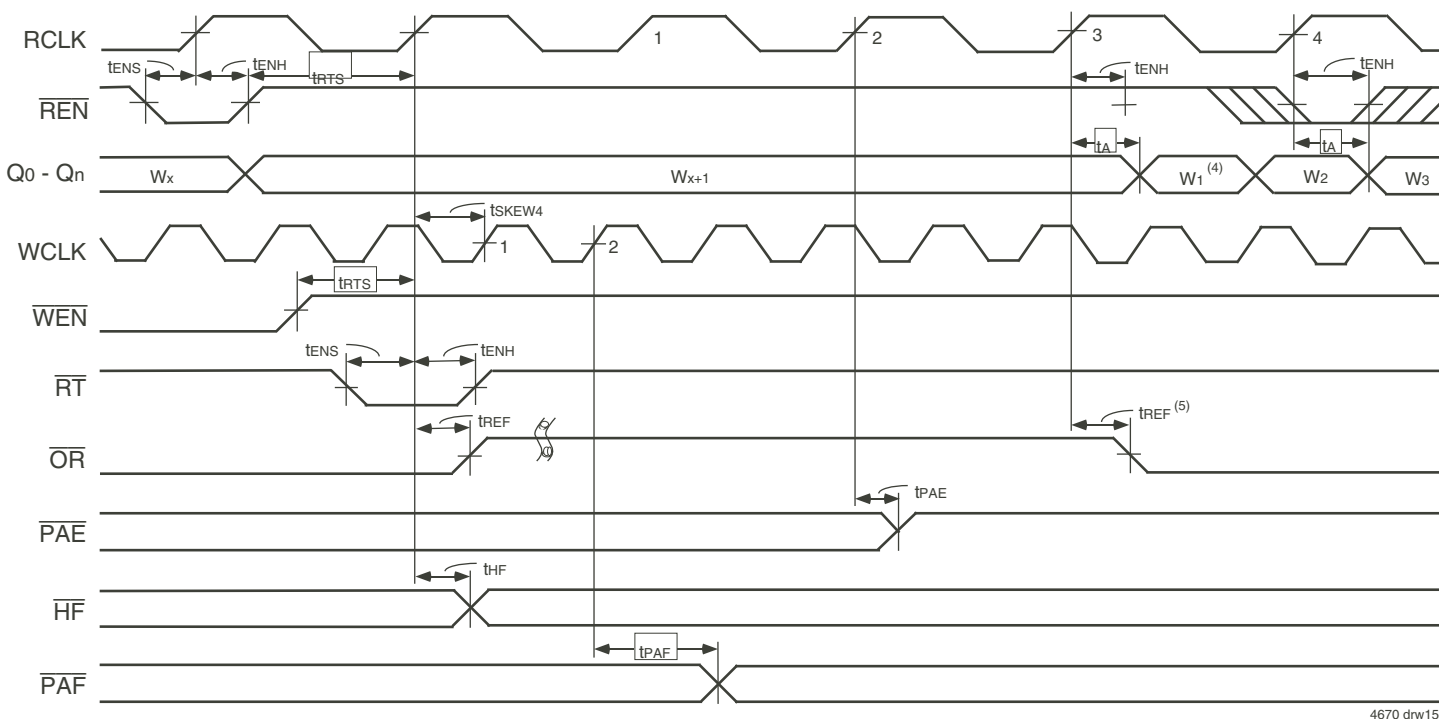 RCLK 1 2 3 4
tENS tENH tRTS tENH tENH
REN
tA tA
Q0 - Qn Wx Wx+1 W1 (4) W2 W3
tSKEW4
WCLK 1 2
tRTS
WEN
tENS tENH
RT
tREF tREF (5)
OR
tPAE
PAE
tHF
HF
tPAF
PAF
4670 drw15